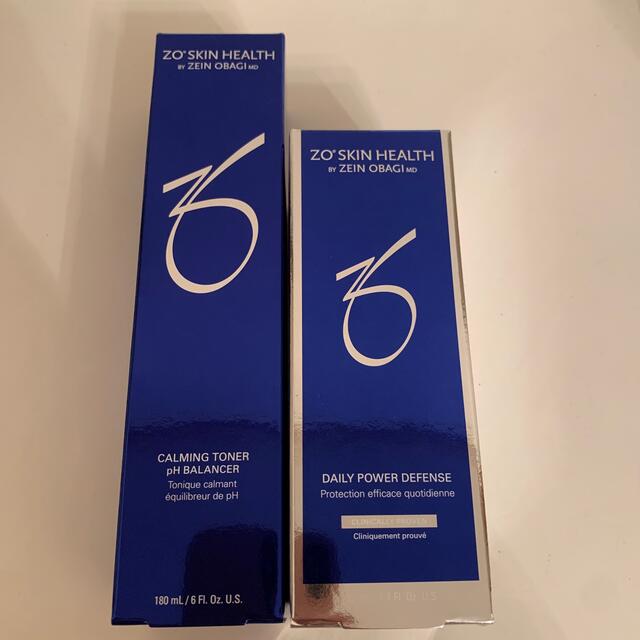 ZO® SKIN HEALTH
BY ZEIN OBAGI MD
CALMING TONER
pH BALANCER
Tonique calmant
équilibreur de pH
180 mL / 6 Fl. Oz. U.S.
ZO® SKIN HEALTH
BY ZEIN OBAGI MD
DAILY POWER DEFENSE
Protection efficace quotidienne
CLINICALLY PROVEN
Cliniquement prouvé
Fl. Oz. U.S.